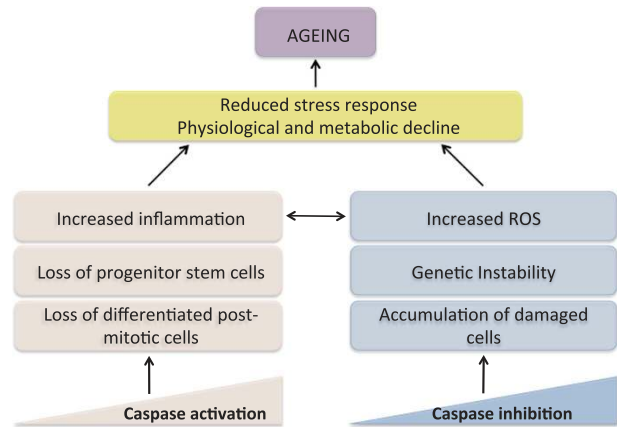 AGEING
Reduced stress response
Physiological and metabolic decline
Increased inflammation
Increased ROS
Loss of progenitor stem cells
Genetic Instability
Loss of differentiated post-
mitotic cells
Accumulation of damaged
cells
Caspase activation
Caspase inhibition